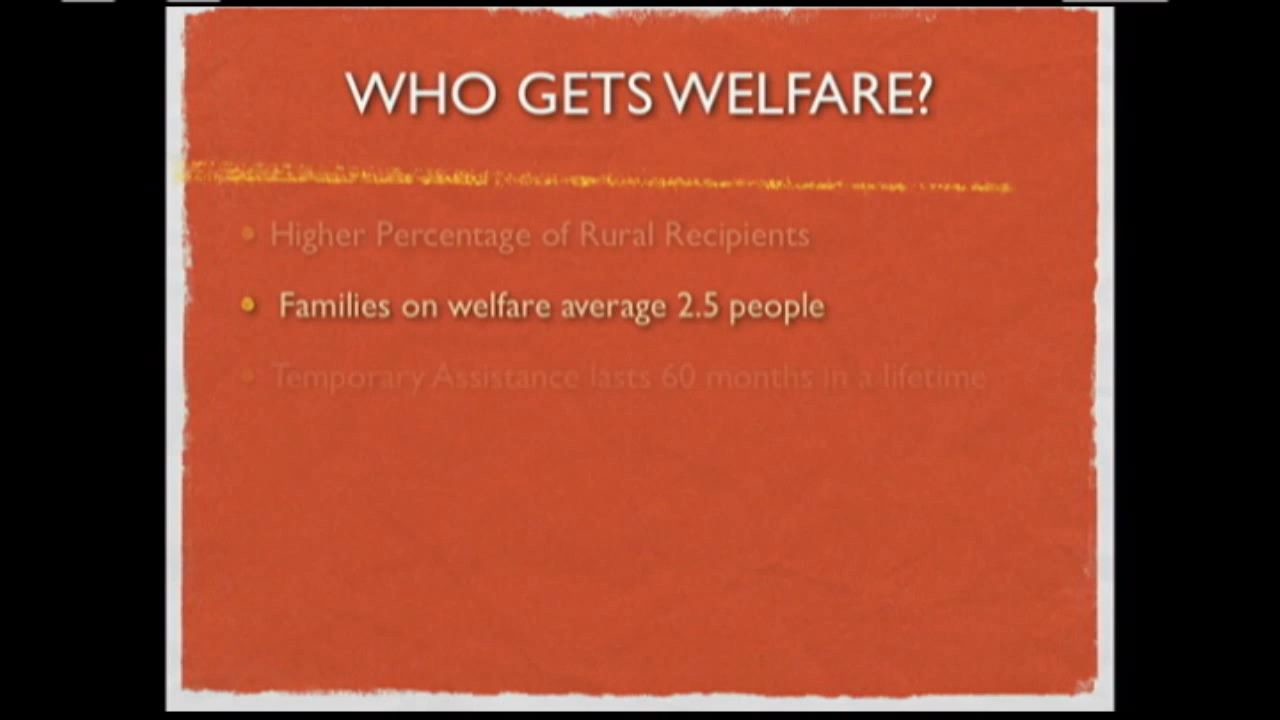 WHO GETS WELFARE?
• Higher Percentage of Rural Recipients
• Families on welfare average 2.5 people
• Temporary Assistance lasts 60 months in a lifetime